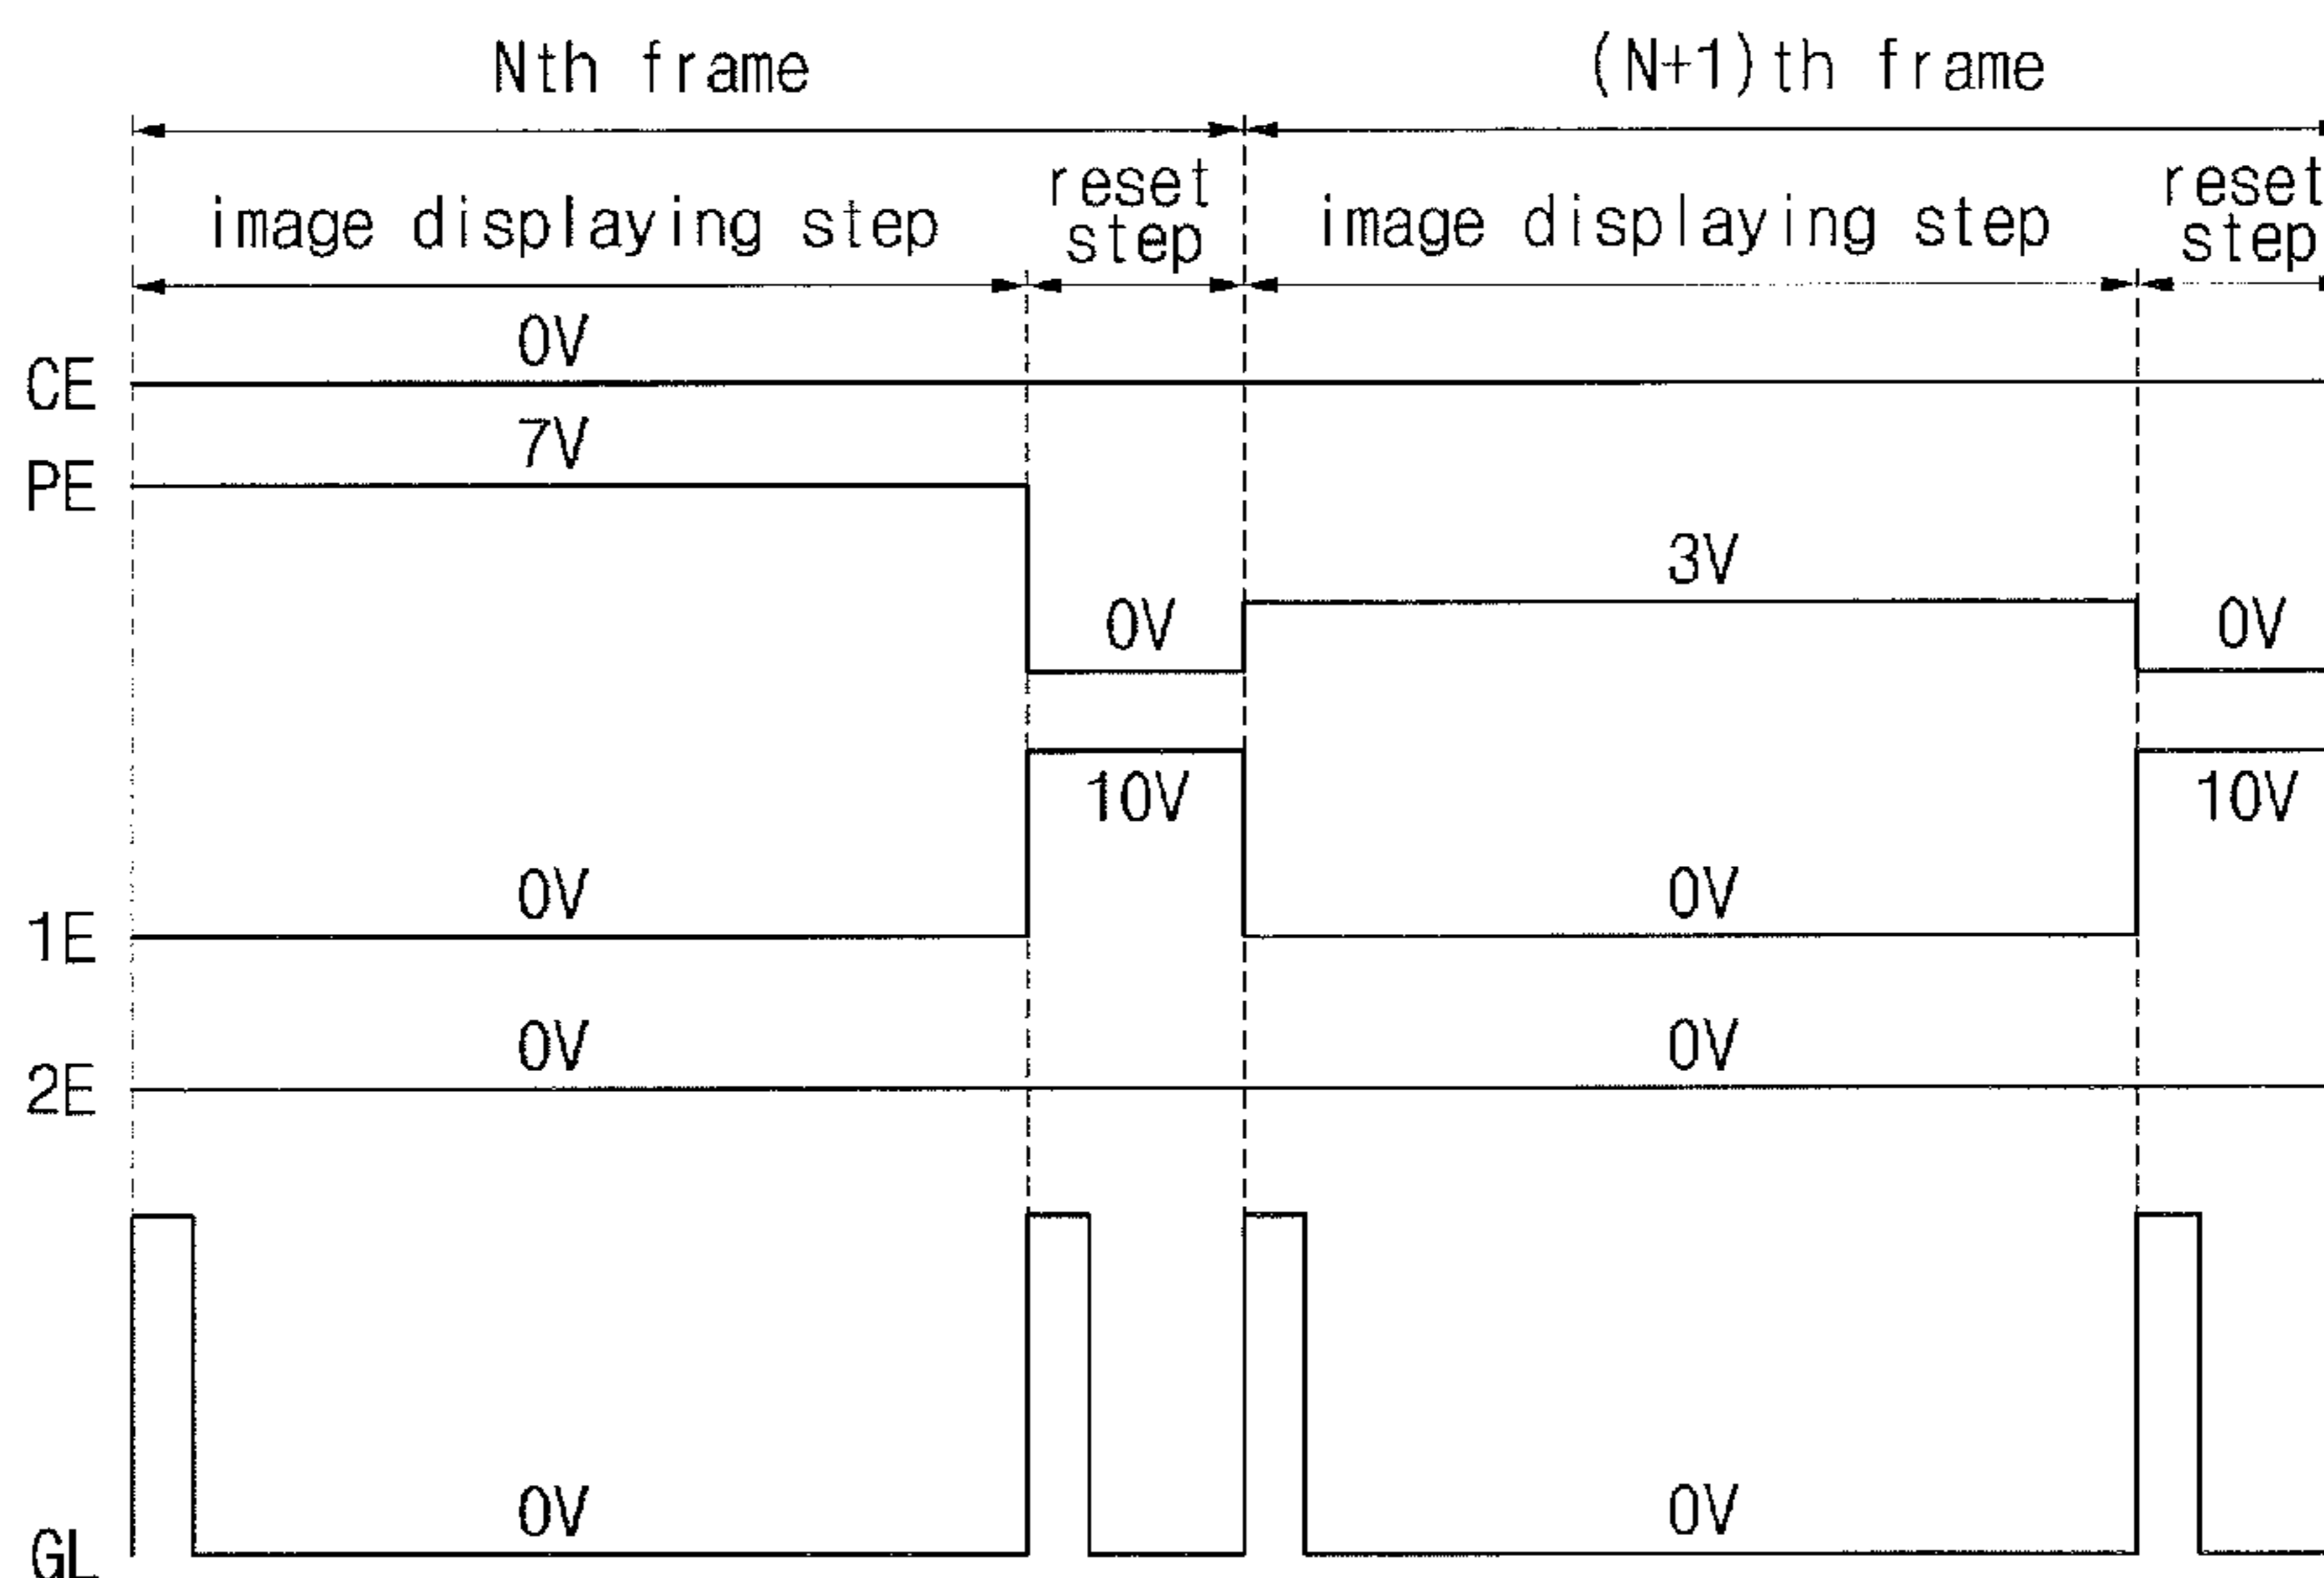 Nth frame
(N+1)th frame
image displaying step
reset step
image displaying step
reset step
CE
0V
PE
7V
0V
3V
0V
10V
10V
1E
0V
0V
2E
0V
0V
GL
0V
0V